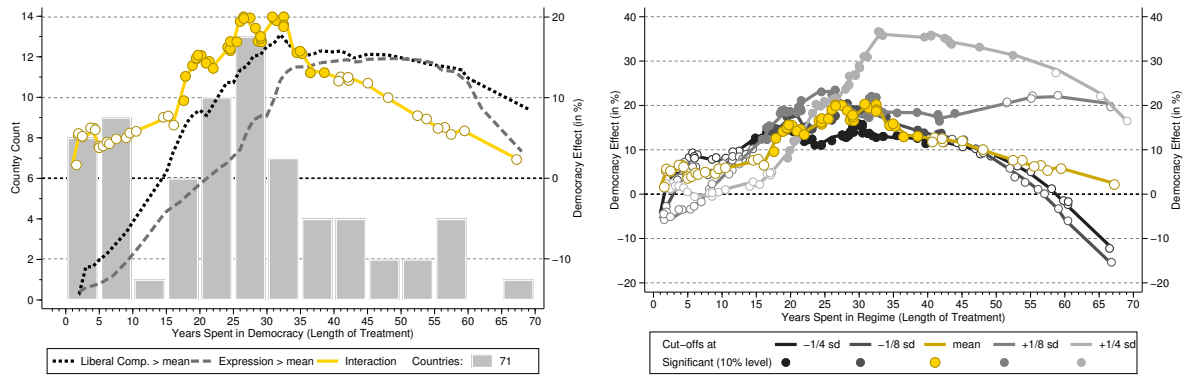 14
12
10
8
6
4
2
0
Country Count
20
10
0
−10
Democracy Effect (in %)
0 5 10 15 20 25 30 35 40 45 50 55 60 65 70
Years Spent in Democracy (Length of Treatment)
Liberal Comp. > mean Expression > mean Interaction Countries: 71
40
30
20
10
0
−10
−20
Democracy Effect (in %)
40
30
20
10
0
−10
−20
Democracy Effect (in %)
0 5 10 15 20 25 30 35 40 45 50 55 60 65 70
Years Spent in Regime (Length of Treatment)
Cut−offs at −1/4 sd −1/8 sd mean +1/8 sd +1/4 sd
Significant (10% level)